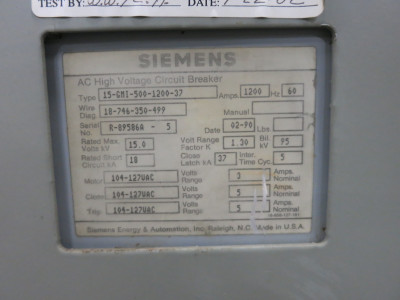 TEST BY: DATE:
SIEMENS
AC High Voltage Circuit Breaker
Type 15-GMI-500-1200-37 Amps. 1200 Hz 60
Wire Diag. 18-746-350-499 Manual
Serial No. R-89586A - 5 Date 02-90 Lbs
Rated Max. Volts kV 15.0 Volt Range Factor K 1.30 Bil. kV 95
Rated Short Circuit kA 18 Close Latch kA 37 Inter. Time Cyc. 5
Motor 104-127VAC Volts Range 3 Amps. Nominal
Close 104-127VAC Volts Range 5 Amps. Nominal
Trip 104-127VAC Volts Range 5 Amps. Nominal
Siemens Energy & Automation, Inc. Raleigh, N.C. Made in U.S.A.